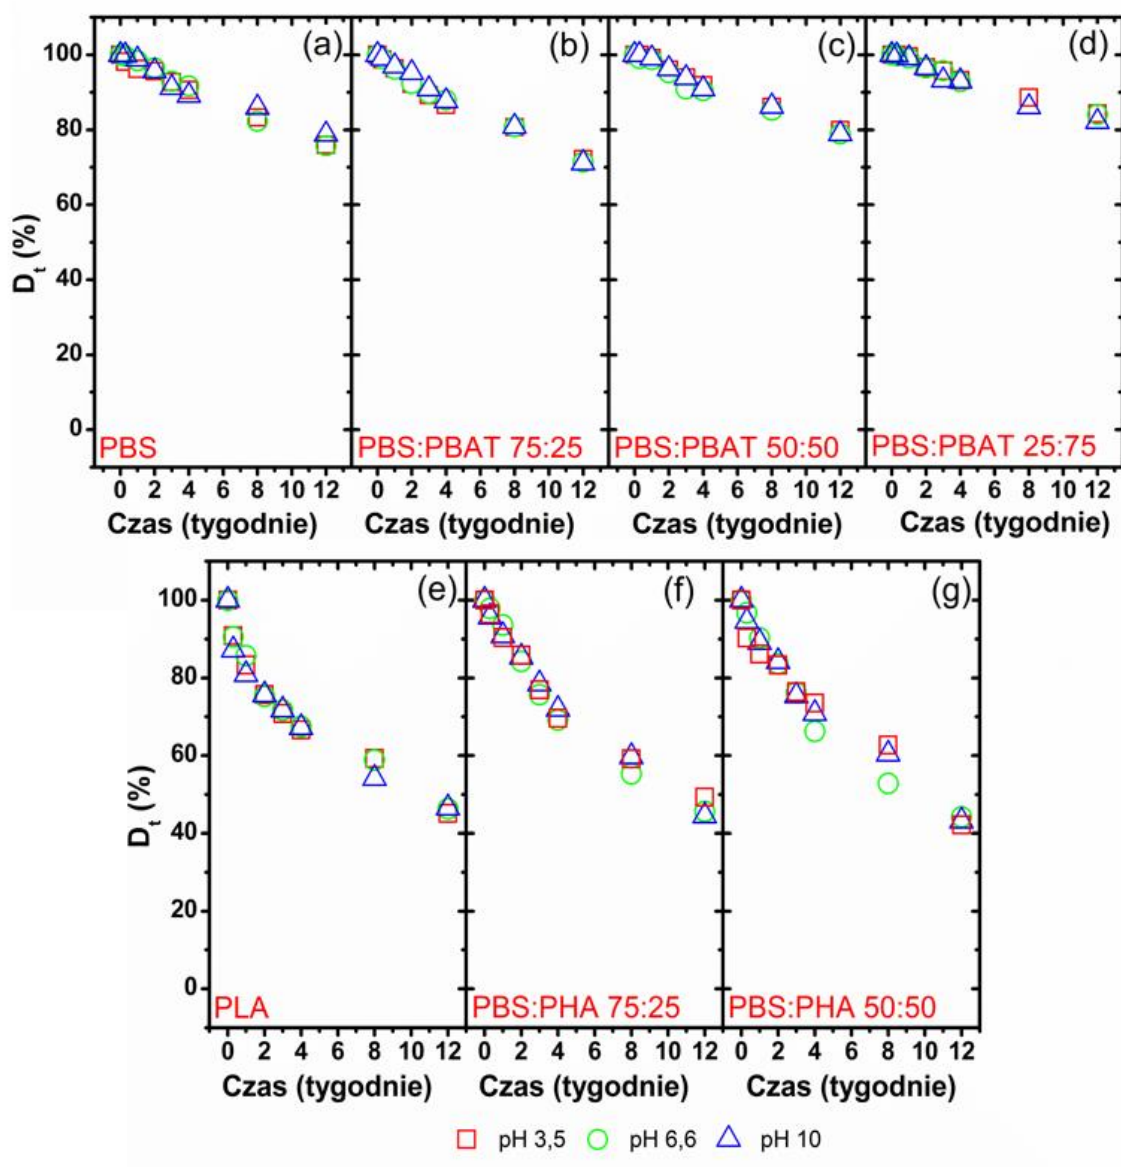 (a) (b) (c) (d)
100
80
60
40
20
0
D_t (%)
PBS PBS:PBAT 75:25 PBS:PBAT 50:50 PBS:PBAT 25:75
0 2 4 6 8 10 12 0 2 4 6 8 10 12 0 2 4 6 8 10 12 0 2 4 6 8 10 12
Czas (tygodnie) Czas (tygodnie) Czas (tygodnie) Czas (tygodnie)
(e) (f) (g)
100
80
60
40
20
0
D_t (%)
PLA PBS:PHA 75:25 PBS:PHA 50:50
0 2 4 6 8 10 12 0 2 4 6 8 10 12 0 2 4 6 8 10 12
Czas (tygodnie) Czas (tygodnie) Czas (tygodnie)
pH 3,5 pH 6,6 pH 10